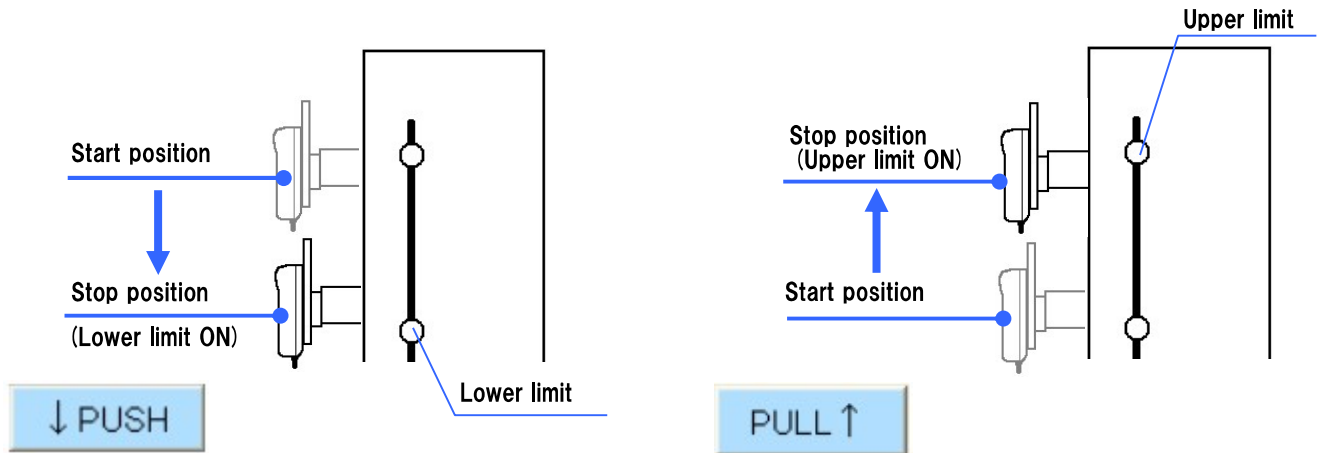 Start position
Stop position
(Lower limit ON)
Lower limit
↓ PUSH
Upper limit
Stop position
(Upper limit ON)
Start position
PULL ↑